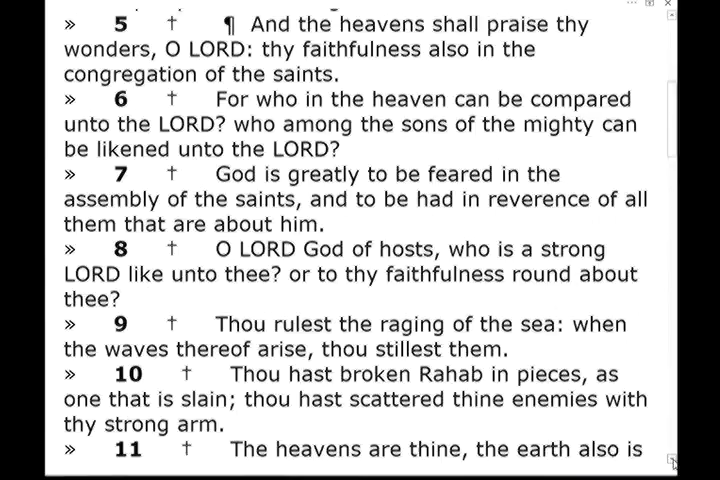 » 5 † ¶ And the heavens shall praise thy
wonders, O LORD: thy faithfulness also in the
congregation of the saints.
» 6 † For who in the heaven can be compared
unto the LORD? who among the sons of the mighty can
be likened unto the LORD?
» 7 † God is greatly to be feared in the
assembly of the saints, and to be had in reverence of all
them that are about him.
» 8 † O LORD God of hosts, who is a strong
LORD like unto thee? or to thy faithfulness round about
thee?
» 9 † Thou rulest the raging of the sea: when
the waves thereof arise, thou stillest them.
» 10 † Thou hast broken Rahab in pieces, as
one that is slain; thou hast scattered thine enemies with
thy strong arm.
» 11 † The heavens are thine, the earth also is